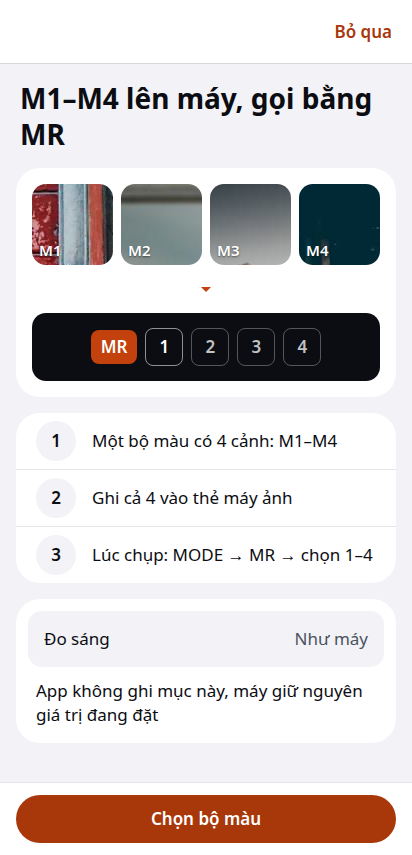 Bỏ qua
M1–M4 lên máy, gọi bằng
MR
M1 M2 M3 M4
MR 1 2 3 4
1 Một bộ màu có 4 cảnh: M1–M4
2 Ghi cả 4 vào thẻ máy ảnh
3 Lúc chụp: MODE → MR → chọn 1–4
Đo sáng Như máy
App không ghi mục này, máy giữ nguyên
giá trị đang đặt
Chọn bộ màu